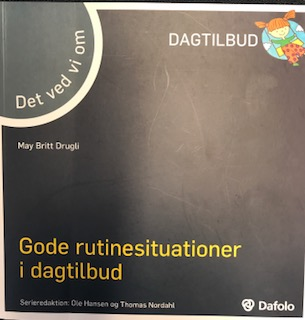 Det ved vi om
DAGTILBUD
May Britt Drugli
Gode rutinesituationer
i dagtilbud
Serieredaktion: Ole Hansen og Thomas Nordahl
Dafolo